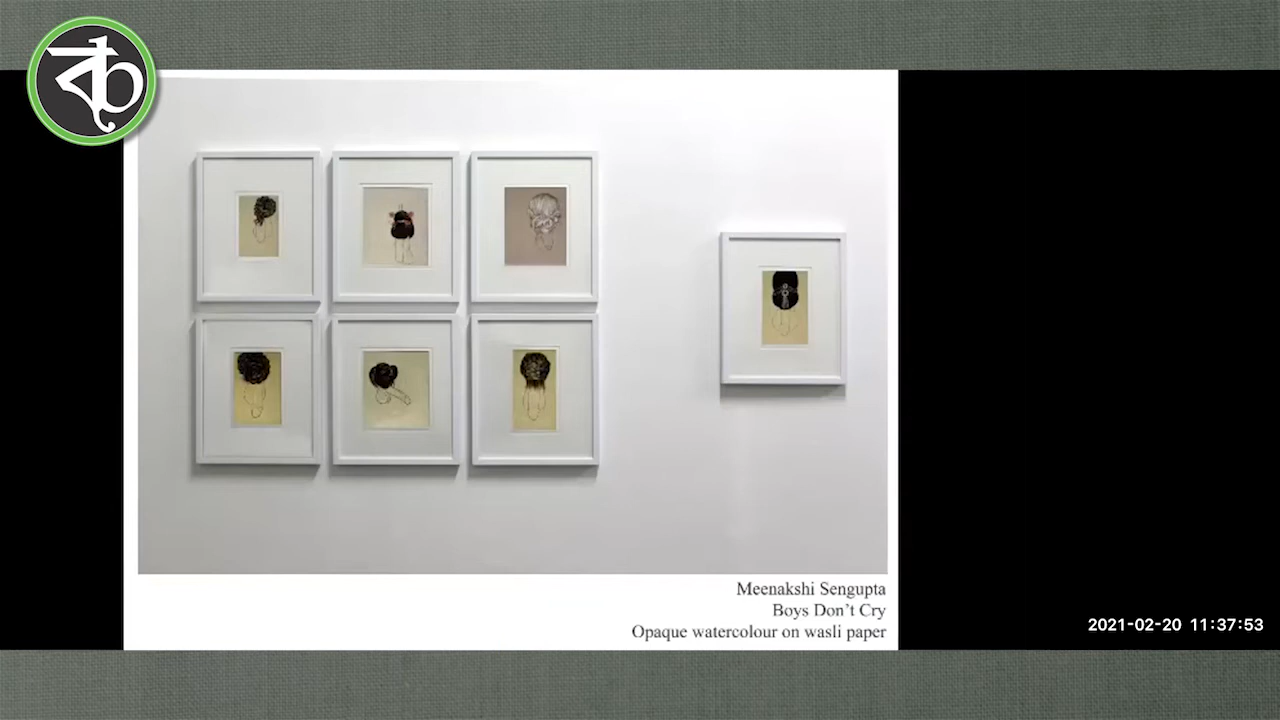 Meenakshi Sengupta
Boys Don't Cry
Opaque watercolour on wasli paper
2021-02-20 11:37:53